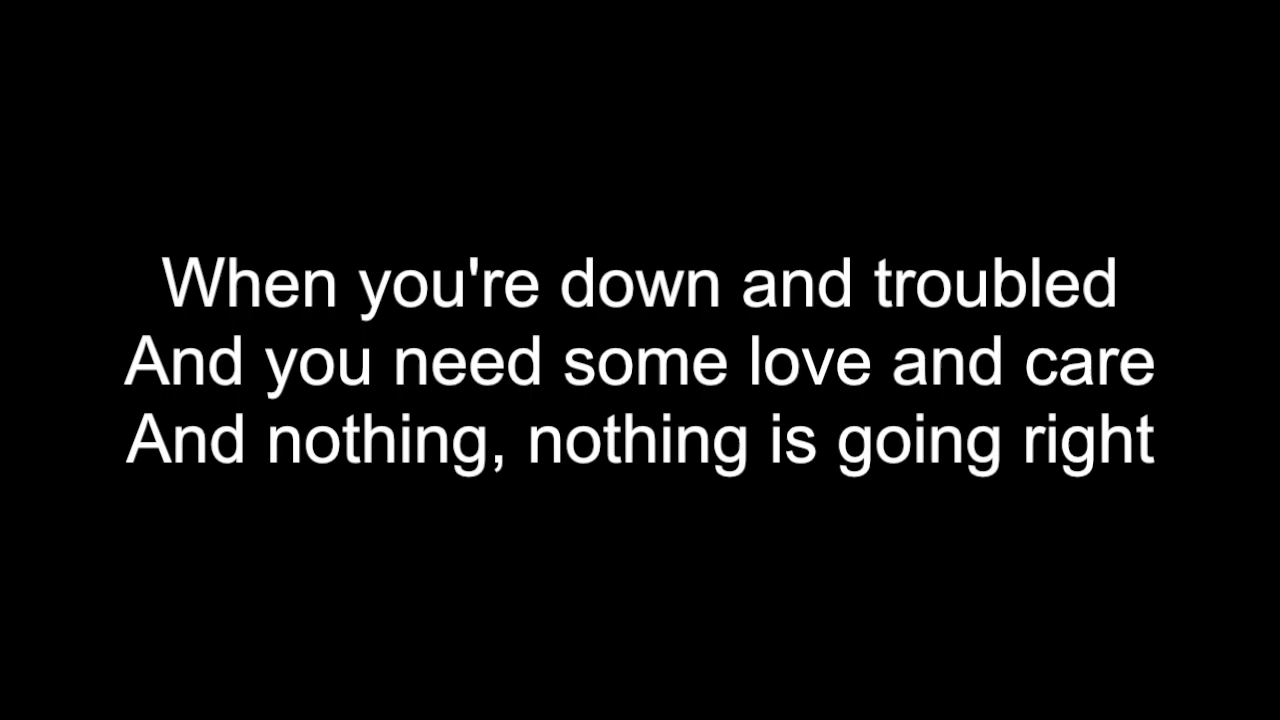 When you're down and troubled
And you need some love and care
And nothing, nothing is going right